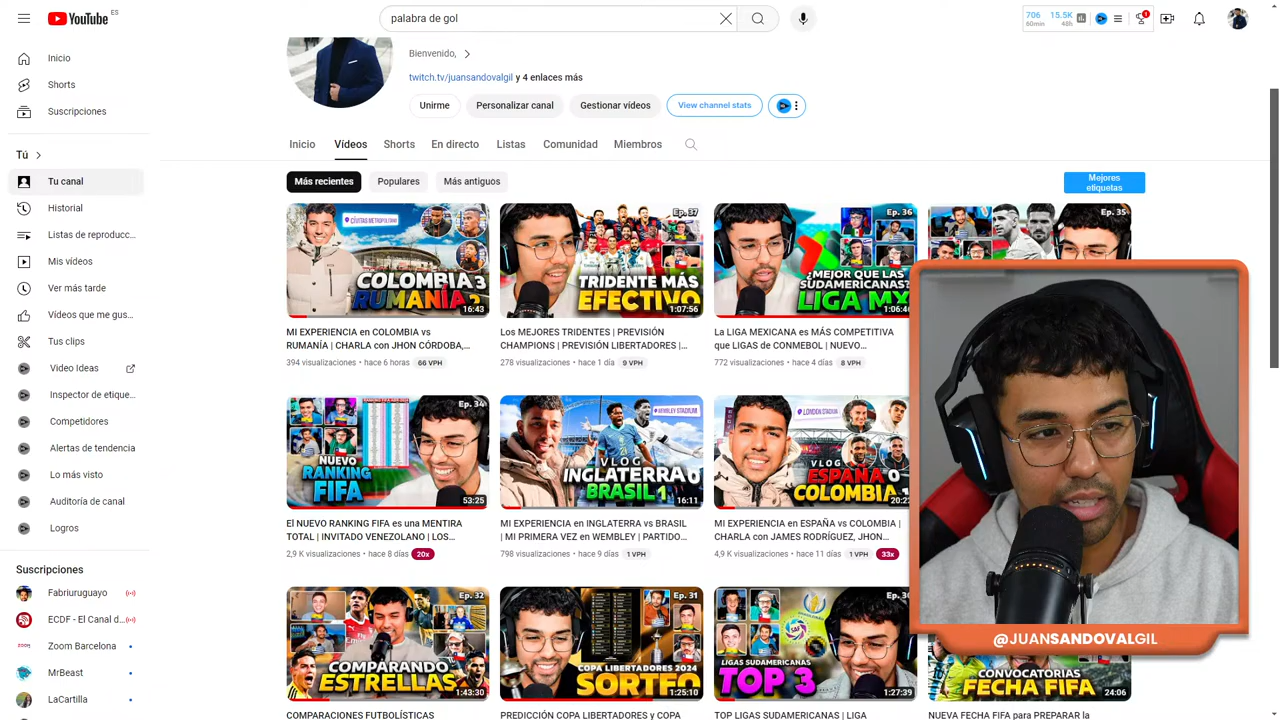 YouTube ES
palabra de gol
706 60min
15.5K 48h
1
Inicio
Shorts
Suscripciones
Tú
Tu canal
Historial
Listas de reproducc...
Mis vídeos
Ver más tarde
Vídeos que me gus...
Tus clips
Video Ideas
Inspector de etique...
Competidores
Alertas de tendencia
Lo más visto
Auditoría de canal
Logros
Suscripciones
Fabriuruguayo
ECDF - El Canal d...
Zoom Barcelona
MrBeast
LaCartilla
Bienvenido,
twitch.tv/juansandovalgil y 4 enlaces más
Unirme
Personalizar canal
Gestionar vídeos
View channel stats
Inicio
Vídeos
Shorts
En directo
Listas
Comunidad
Miembros
Más recientes
Populares
Más antiguos
Mejores
etiquetas
CÍVITAS METROPOLITANO
COLOMBIA 3
RUMANÍA 2
16:43
MI EXPERIENCIA en COLOMBIA vs
RUMANÍA | CHARLA con JHON CÓRDOBA,...
394 visualizaciones • hace 6 horas 66 VPH
Ep. 37
TRIDENTE MÁS
EFECTIVO
1:07:56
Los MEJORES TRIDENTES | PREVISIÓN
CHAMPIONS | PREVISIÓN LIBERTADORES |...
278 visualizaciones • hace 1 día 9 VPH
Ep. 36
¿MEJOR QUE LAS
SUDAMERICANAS?
LIGA MX
1:06:40
La LIGA MEXICANA es MÁS COMPETITIVA
que LIGAS de CONMEBOL | NUEVO...
772 visualizaciones • hace 4 días 8 VPH
Ep. 35
Ep. 34
NUEVO
RANKING
FIFA
53:25
El NUEVO RANKING FIFA es una MENTIRA
TOTAL | INVITADO VENEZOLANO | LOS...
2,9 K visualizaciones • hace 8 días 20x
WEMBLEY STADIUM
VLOG
INGLATERRA 0
BRASIL 1
16:11
MI EXPERIENCIA en INGLATERRA vs BRASIL
| MI PRIMERA VEZ en WEMBLEY | PARTIDO...
798 visualizaciones • hace 9 días 1 VPH
LONDON STADIUM
VLOG
ESPAÑA 0
COLOMBIA 1
MI EXPERIENCIA en ESPAÑA vs COLOMBIA |
CHARLA con JAMES RODRÍGUEZ, JHON...
4,9 K visualizaciones • hace 11 días 1 VPH 33x
Ep. 32
COMPARANDO
ESTRELLAS
1:43:30
COMPARACIONES FUTBOLÍSTICAS
Ep. 31
COPA LIBERTADORES 2024
SORTEO
1:25:10
PREDICCIÓN COPA LIBERTADORES y COPA
LIGAS SUDAMERICANAS
TOP 3
1:27:39
TOP LIGAS SUDAMERICANAS | LIGA
CONVOCATORIAS
FECHA FIFA
24:06
NUEVA FECHA FIFA para PREPARAR la
@JUANSANDOVALGIL